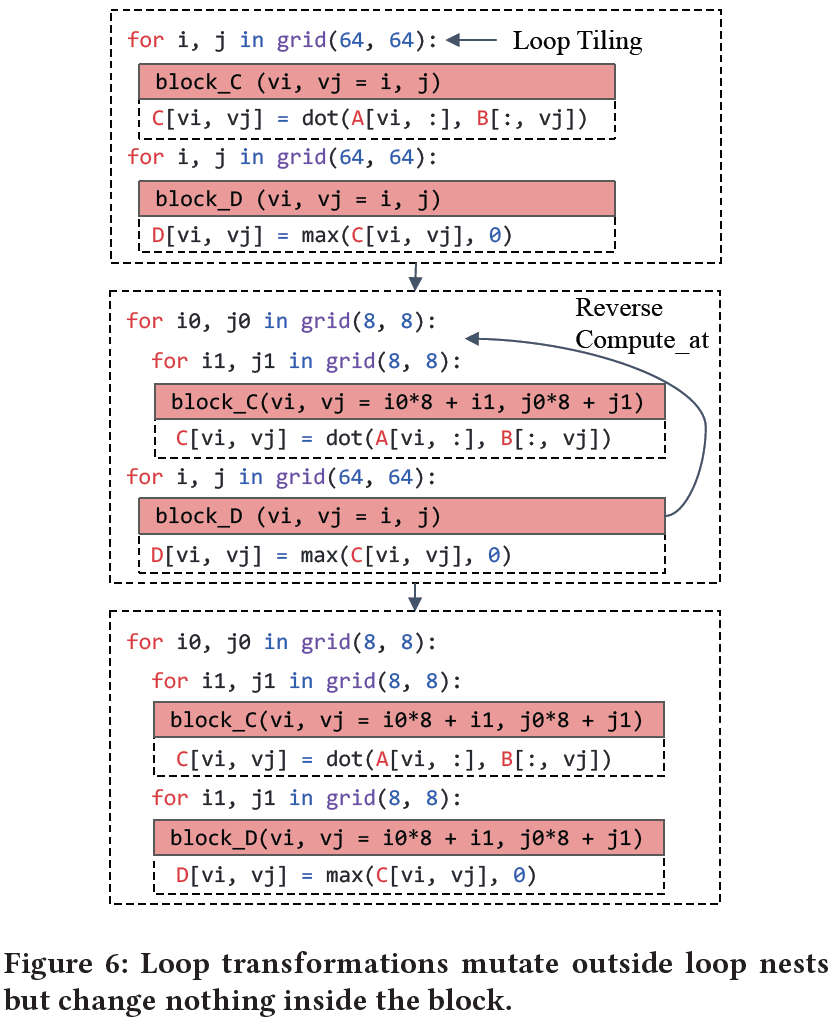 for i, j in grid(64, 64):
Loop Tiling
block_C (vi, vj = i, j)
C[vi, vj] = dot(A[vi, :], B[:, vj])
for i, j in grid(64, 64):
block_D (vi, vj = i, j)
D[vi, vj] = max(C[vi, vj], 0)
Reverse
Compute_at
for i0, j0 in grid(8, 8):
for i1, j1 in grid(8, 8):
block_C(vi, vj = i0*8 + i1, j0*8 + j1)
C[vi, vj] = dot(A[vi, :], B[:, vj])
for i, j in grid(64, 64):
block_D (vi, vj = i, j)
D[vi, vj] = max(C[vi, vj], 0)
for i0, j0 in grid(8, 8):
for i1, j1 in grid(8, 8):
block_C(vi, vj = i0*8 + i1, j0*8 + j1)
C[vi, vj] = dot(A[vi, :], B[:, vj])
for i1, j1 in grid(8, 8):
block_D(vi, vj = i0*8 + i1, j0*8 + j1)
D[vi, vj] = max(C[vi, vj], 0)
Figure 6: Loop transformations mutate outside loop nests
but change nothing inside the block.